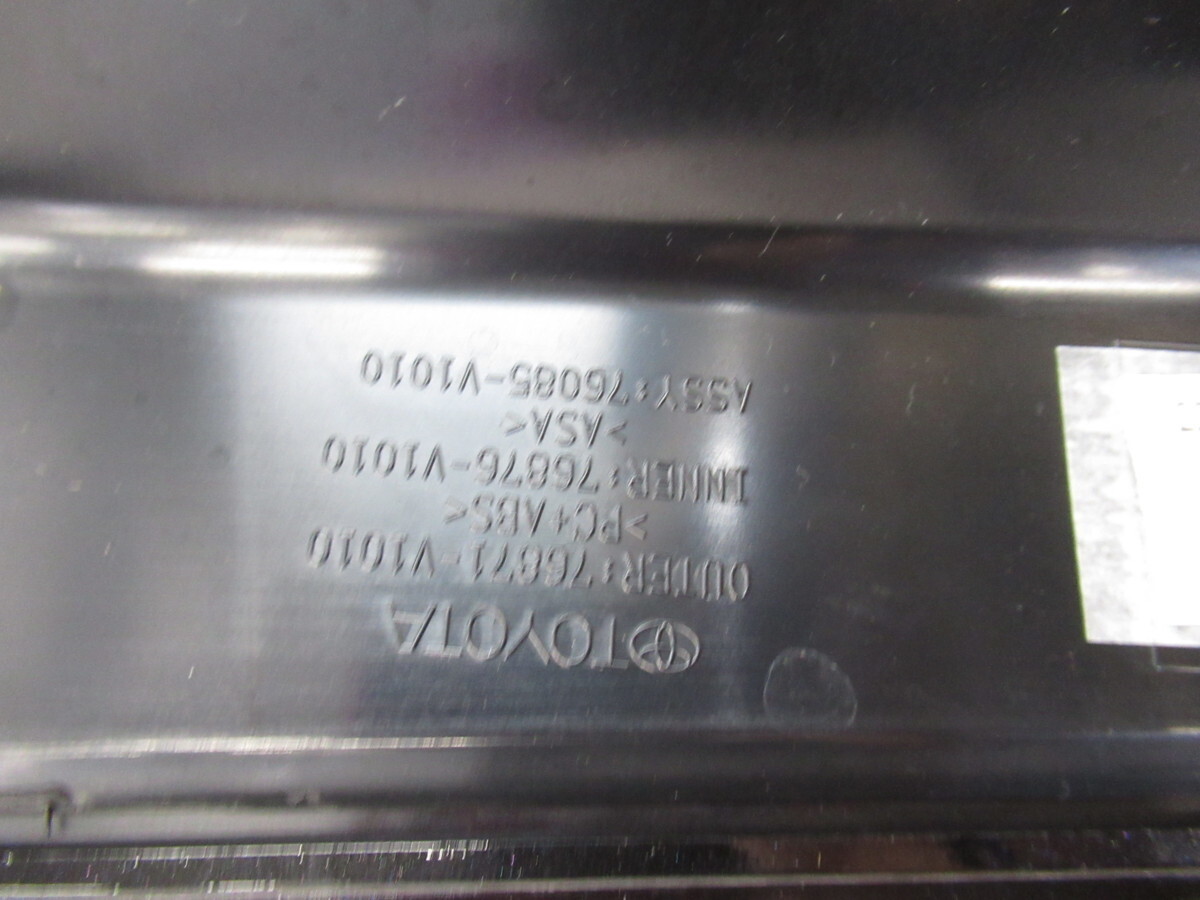 TOYOTA
OUTER:76871-V1010
>PC+ABS<
INNER:76876-V1010
>ASA<
ASSY:76085-V1010